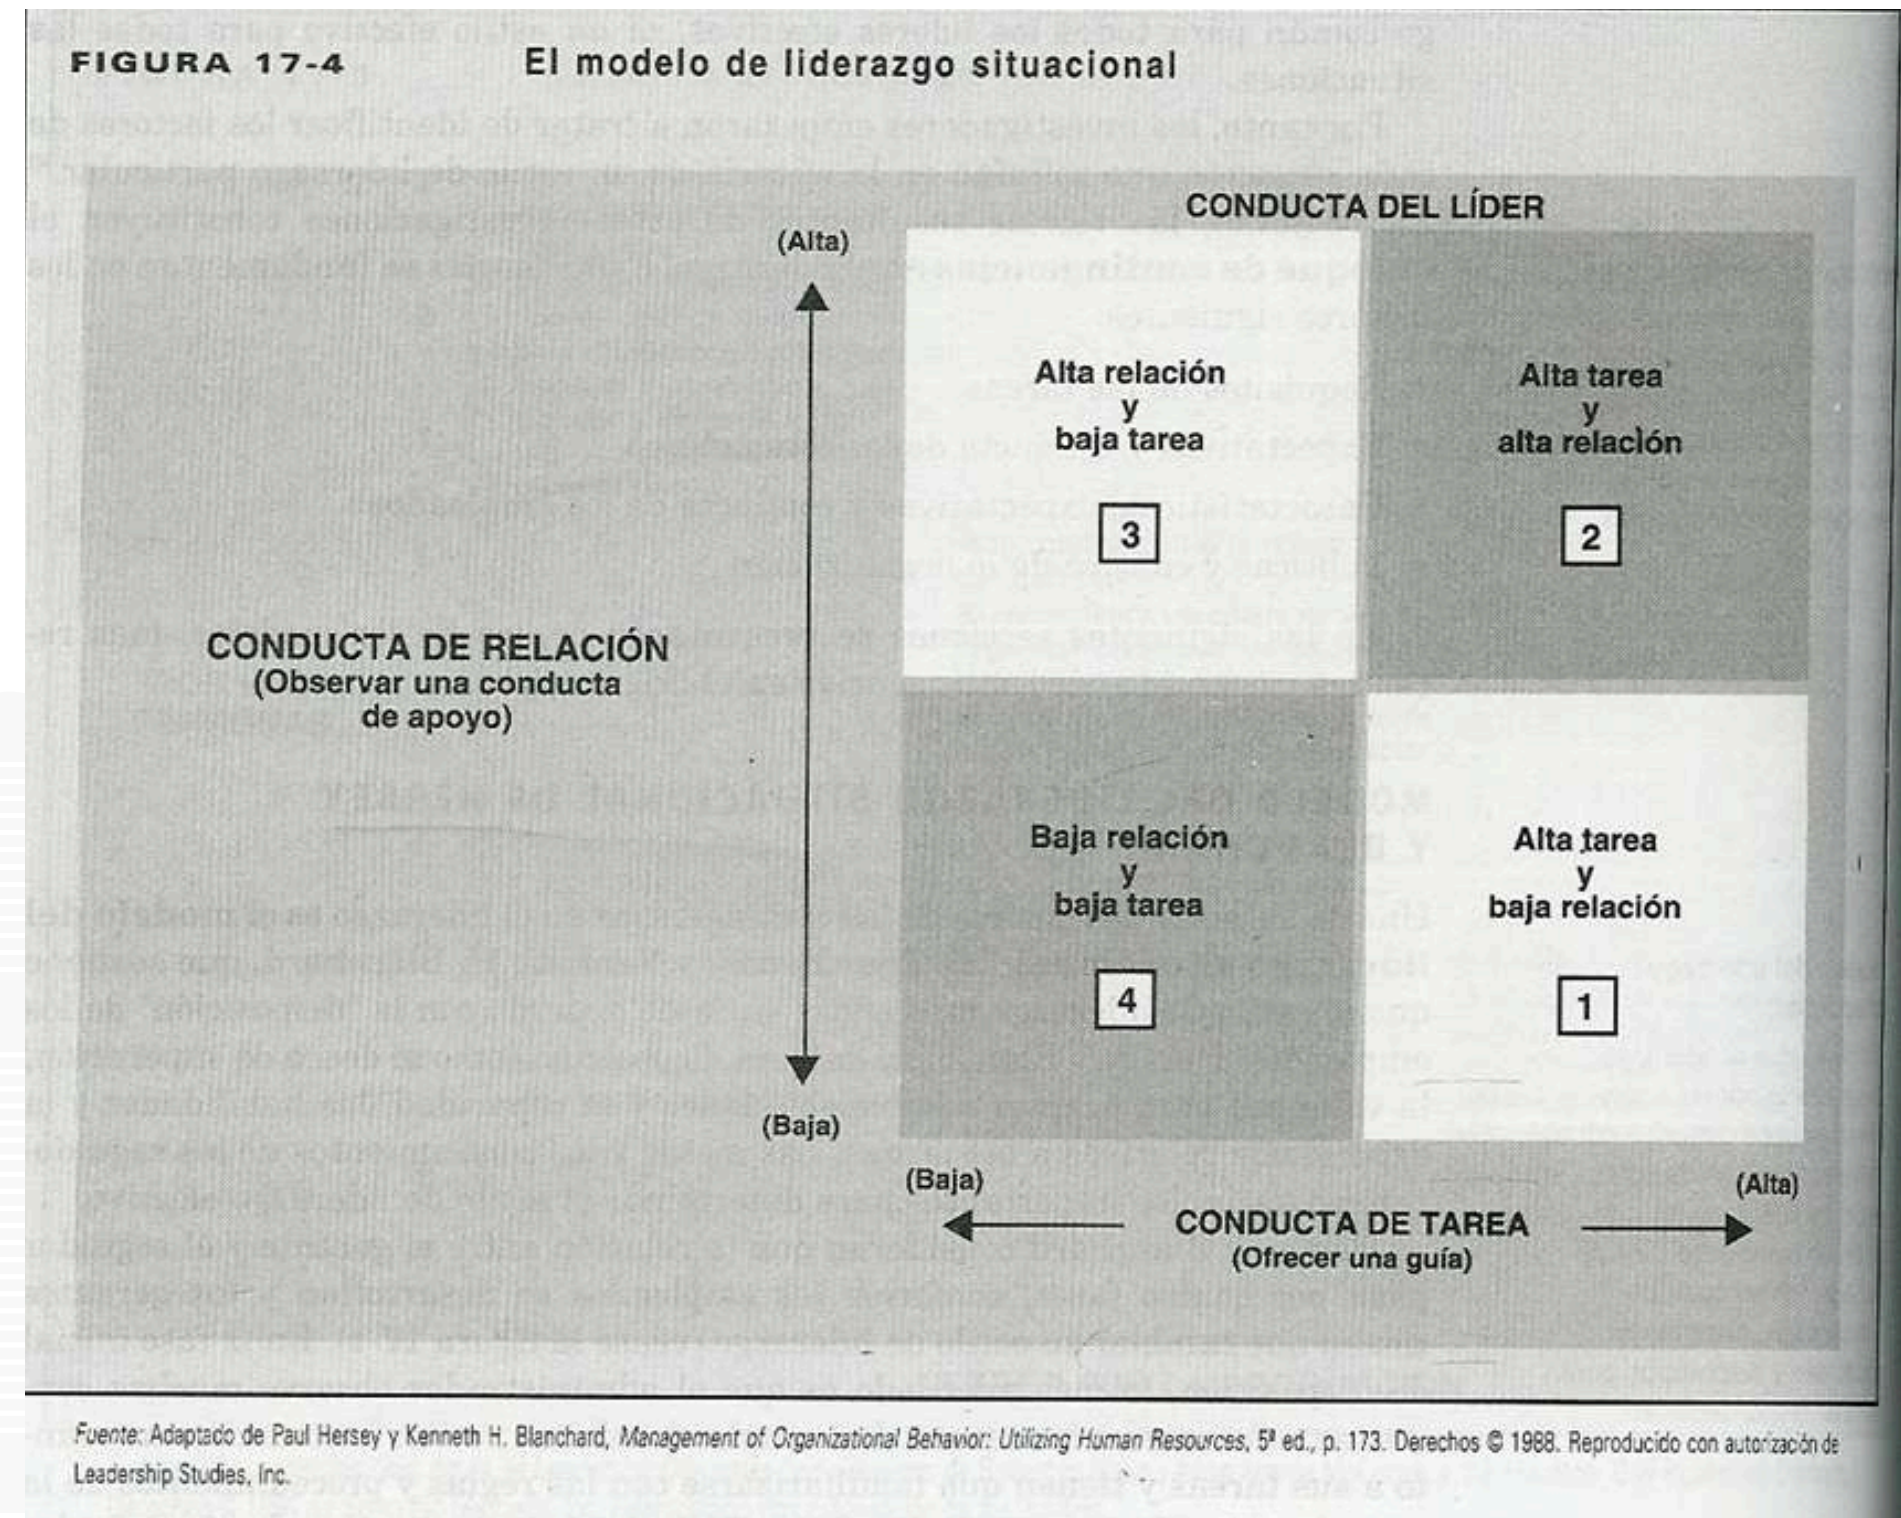 FIGURA 17-4
El modelo de liderazgo situacional
CONDUCTA DEL LÍDER
(Alta)
Alta relación
y
baja tarea
3
Alta tarea
y
alta relación
2
CONDUCTA DE RELACIÓN
(Observar una conducta
de apoyo)
Baja relación
y
baja tarea
4
Alta tarea
y
baja relación
1
(Baja)
(Baja)
(Alta)
CONDUCTA DE TAREA
(Ofrecer una guía)
Fuente: Adaptado de Paul Hersey y Kenneth H. Blanchard, Management of Organizational Behavior: Utilizing Human Resources, 5ª ed., p. 173. Derechos © 1988. Reproducido con autorización de
Leadership Studies, Inc.